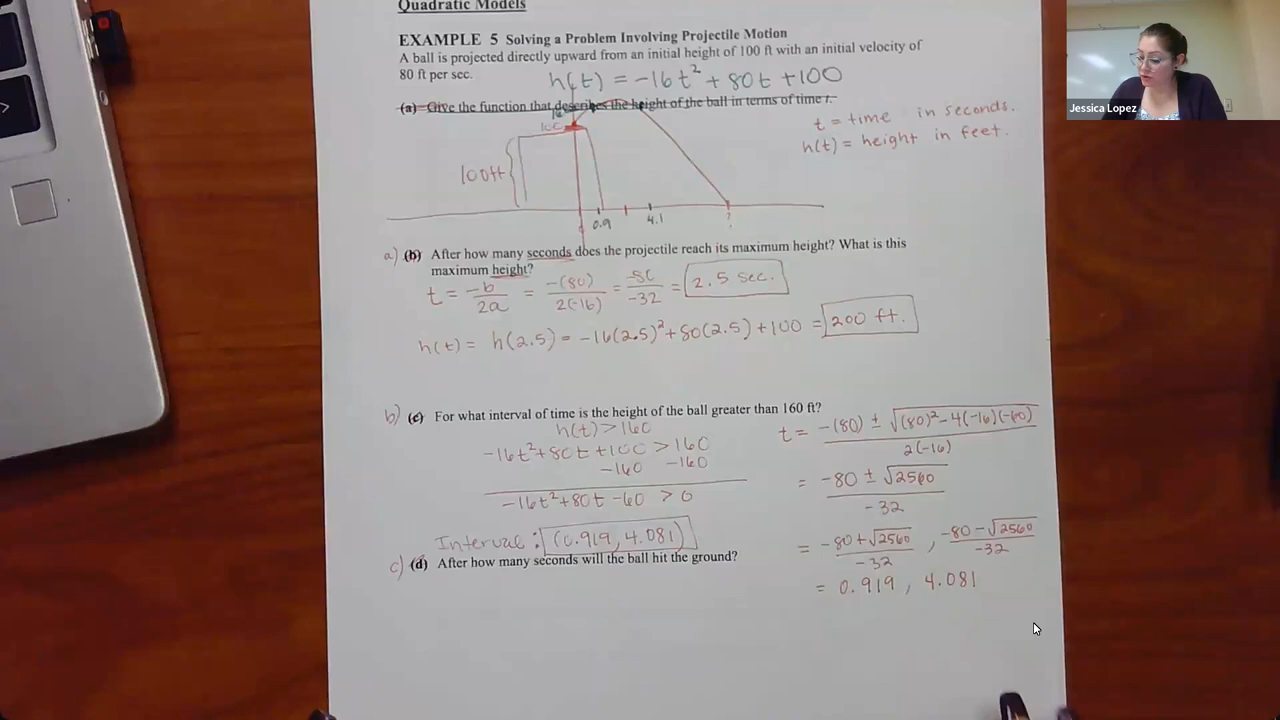 Quadratic Models
EXAMPLE 5 Solving a Problem Involving Projectile Motion
A ball is projected directly upward from an initial height of 100 ft with an initial velocity of
80 ft per sec.
h(t) = -16t² + 80t + 100
(a) Give the function that describes the height of the ball in terms of time t.
t = time in seconds.
h(t) = height in feet.
100
100ft
0.9
4.1
?
a) (b) After how many seconds does the projectile reach its maximum height? What is this
maximum height?
t = -b/2a = -(80)/2(-16) = -80/-32 = 2.5 sec.
h(t) = h(2.5) = -16(2.5)² + 80(2.5) + 100 = 200 ft.
b) (c) For what interval of time is the height of the ball greater than 160 ft?
h(t) > 160
-16t² + 80t + 100 > 160
-160 -160
-16t² + 80t - 60 > 0
Interval : (0.919, 4.081)
t = -(80) ± √(80)² - 4(-16)(-60) / 2(-16)
= -80 ± √2560 / -32
= -80 + √2560 / -32 , -80 - √2560 / -32
= 0.919 , 4.081
c) (d) After how many seconds will the ball hit the ground?
Jessica Lopez